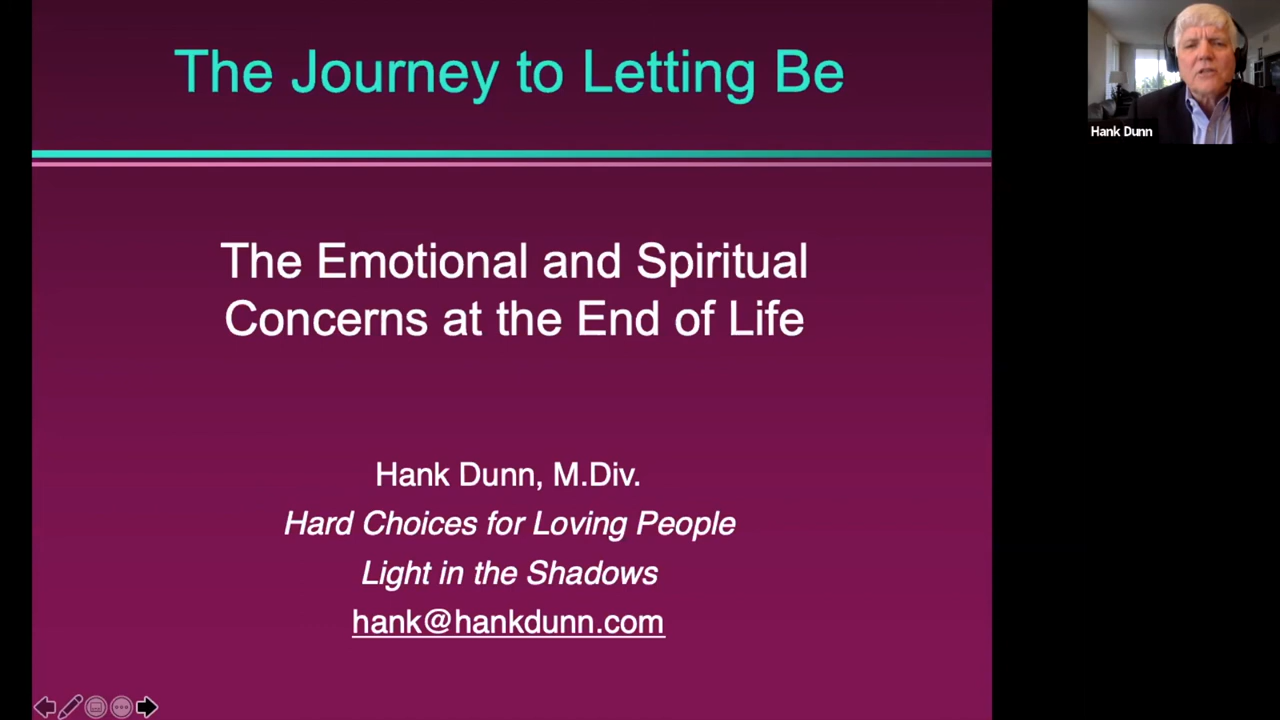 The Journey to Letting Be
The Emotional and Spiritual
Concerns at the End of Life
Hank Dunn, M.Div.
Hard Choices for Loving People
Light in the Shadows
hank@hankdunn.com
Hank Dunn